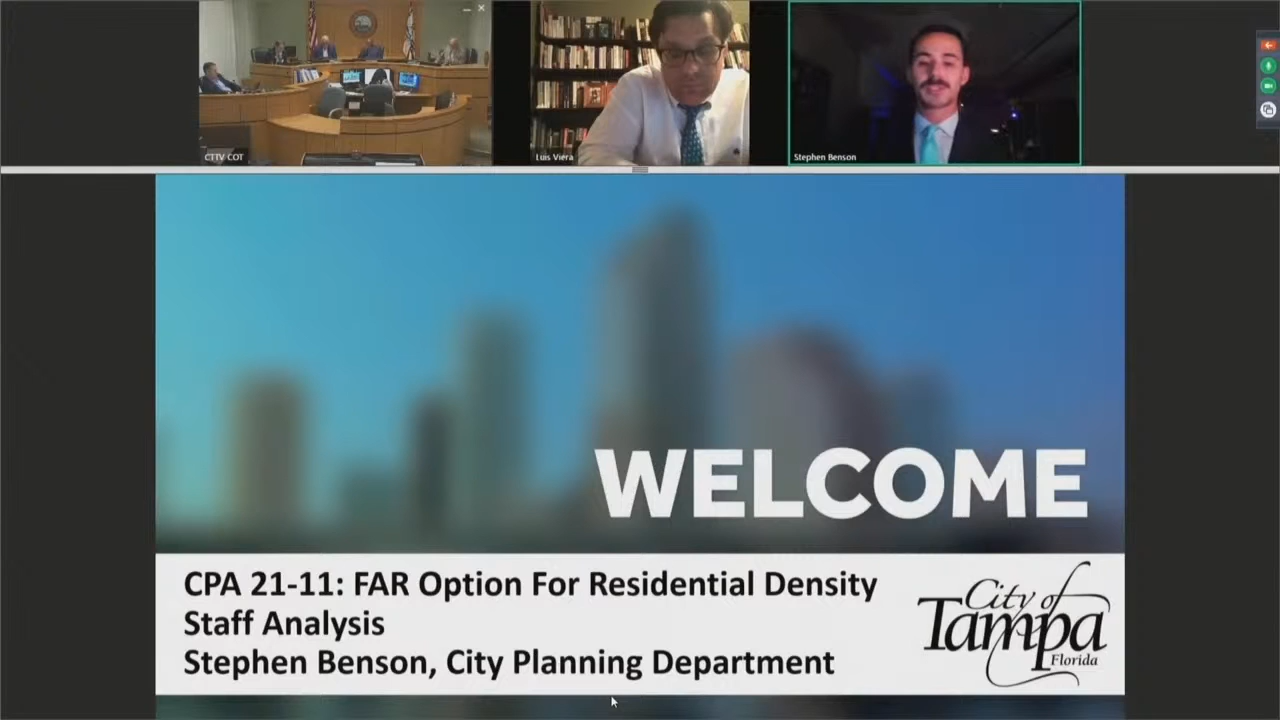 CTTV COT
Luis Viera
Stephen Benson
WELCOME
CPA 21-11: FAR Option For Residential Density
Staff Analysis
Stephen Benson, City Planning Department
City of
Tampa
Florida